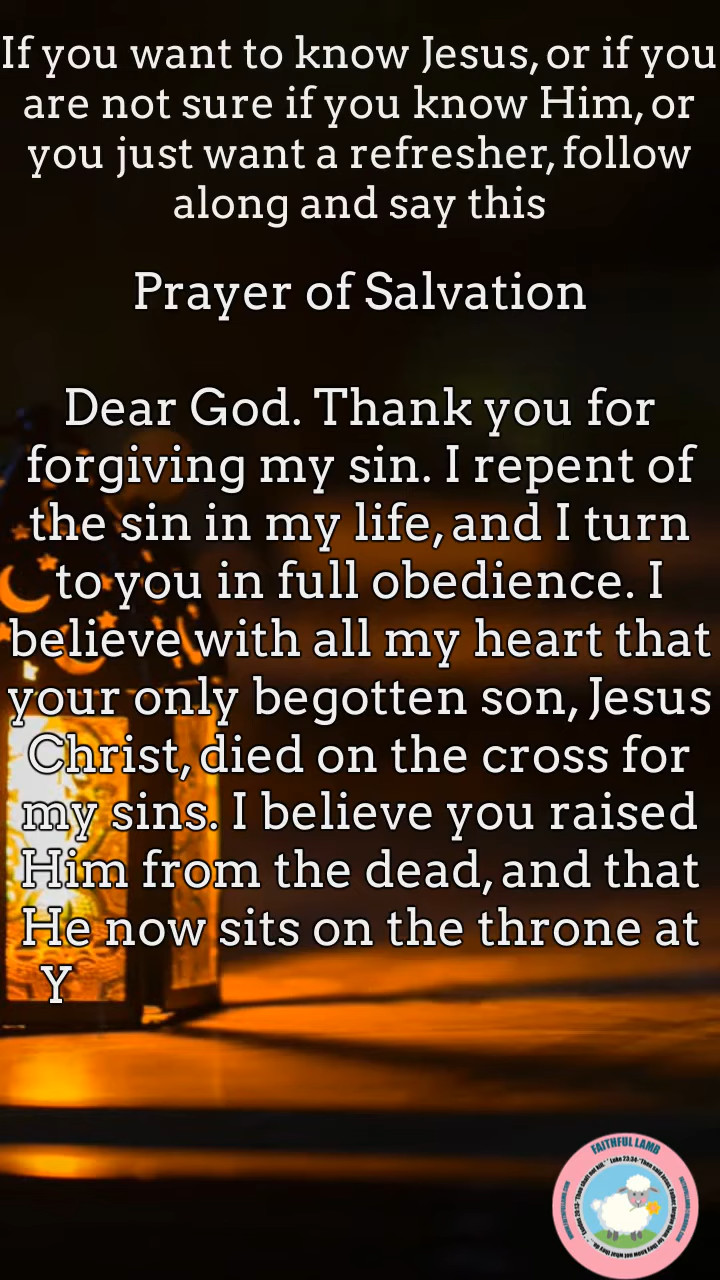 If you want to know Jesus, or if you
are not sure if you know Him, or
you just want a refresher, follow
along and say this
Prayer of Salvation
Dear God. Thank you for
forgiving my sin. I repent of
the sin in my life, and I turn
to you in full obedience. I
believe with all my heart that
your only begotten son, Jesus
Christ, died on the cross for
my sins. I believe you raised
Him from the dead, and that
He now sits on the throne at
Y
FAITHFUL LAMB